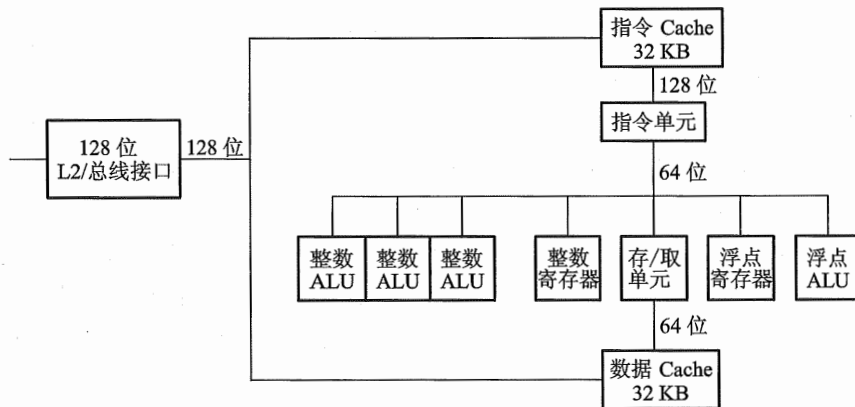 指令 Cache
32 KB
128 位
指令单元
128 位
L2/总线接口
128 位
64 位
整数
ALU
整数
ALU
整数
ALU
整数
寄存器
存/取
单元
浮点
寄存器
浮点
ALU
64 位
数据 Cache
32 KB